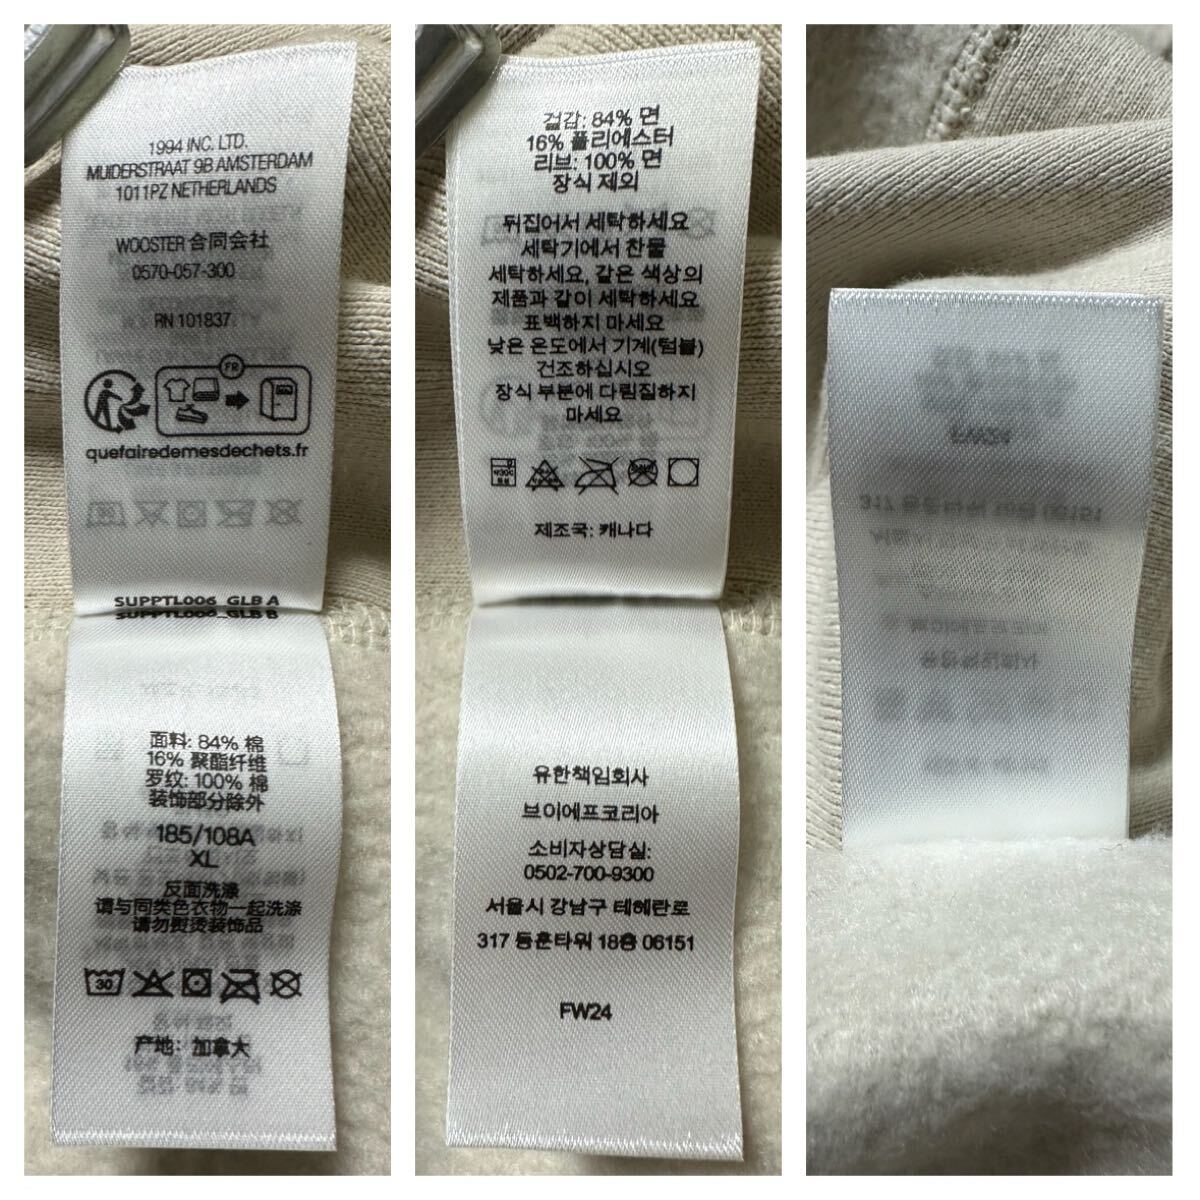 1994 INC. LTD.
MUIDERSTRAAT 9B AMSTERDAM
1011PZ NETHERLANDS
WOOSTER 合同会社
0570-057-300
RN 101837
FR
quefairedemesdechets.fr
SUPPTL006_GLB A
SUPPTL006_GLB B
面料: 84% 棉
16% 聚酯纤维
罗纹: 100% 棉
装饰部分除外
185/108A
XL
反面洗涤
请与同类色衣物一起洗涤
请勿熨烫装饰品
30
产地: 加拿大
겉감: 84% 면
16% 폴리에스터
리브: 100% 면
장식 제외
뒤집어서 세탁하세요
세탁기에서 찬물
세탁하세요, 같은 색상의
제품과 같이 세탁하세요
표백하지 마세요
낮은 온도에서 기계(텀블)
건조하십시오
장식 부분에 다림질하지
마세요
제조국: 캐나다
유한책임회사
브이에프코리아
소비자상담실:
0502-700-9300
서울시 강남구 테헤란로
317 동훈타워 18층 06151
FW24